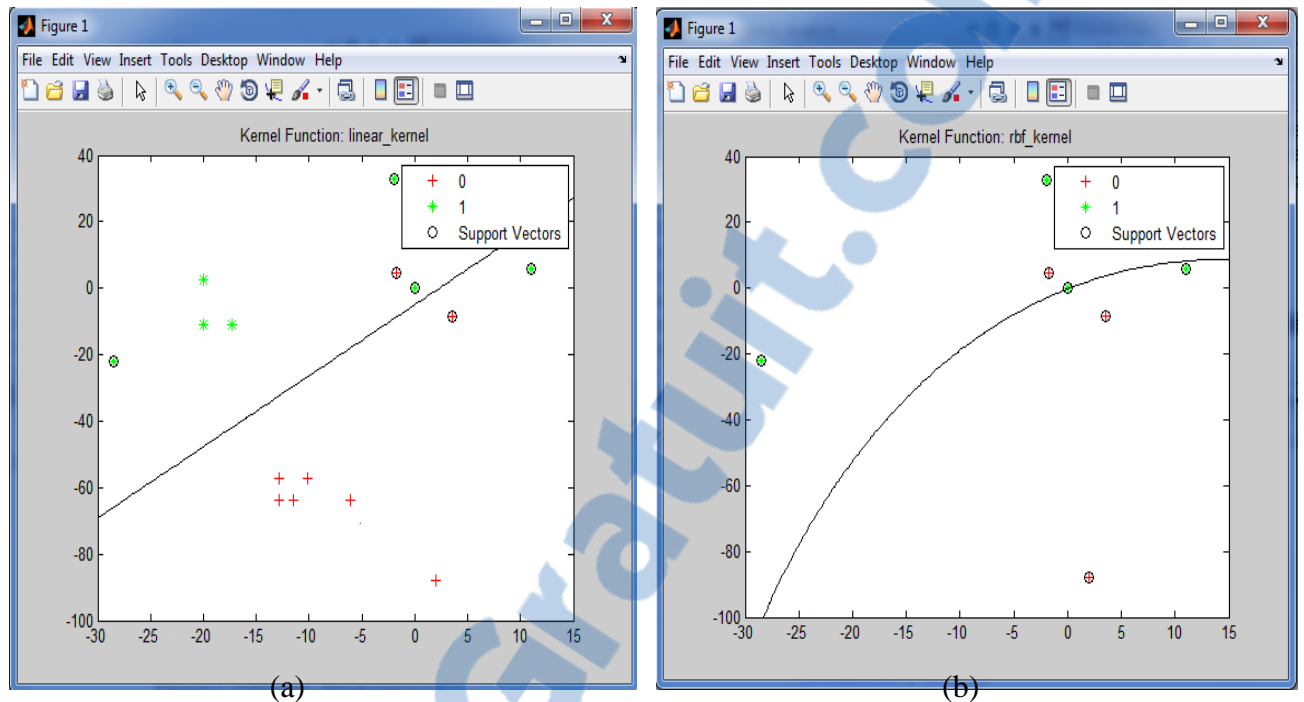 Figure 1
File Edit View Insert Tools Desktop Window Help
Kernel Function: linear_kernel
40
20
0
-20
-40
-60
-80
-100
-30 -25 -20 -15 -10 -5 0 5 10 15
0
1
Support Vectors
(a)
Figure 1
File Edit View Insert Tools Desktop Window Help
Kernel Function: rbf_kernel
40
20
0
-20
-40
-60
-80
-100
-30 -25 -20 -15 -10 -5 0 5 10 15
0
1
Support Vectors
(b)
Gratuit.com